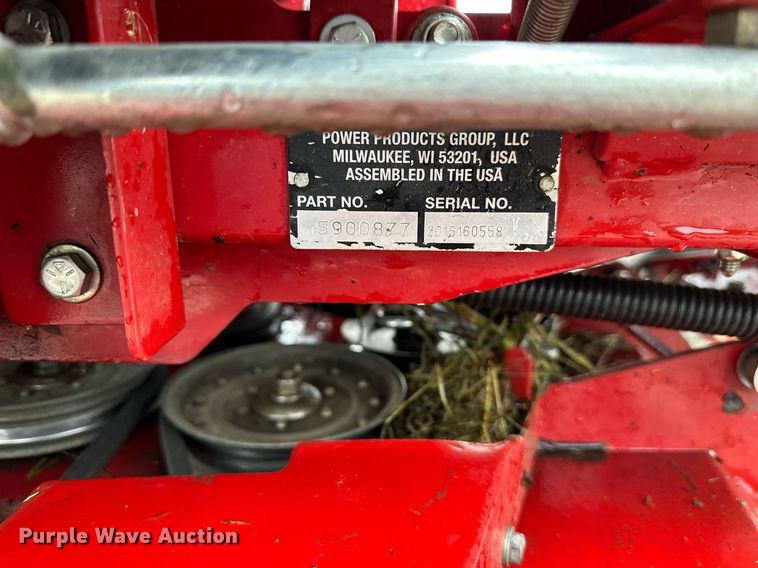 POWER PRODUCTS GROUP, LLC
MILWAUKEE, WI 53201, USA
ASSEMBLED IN THE USA
PART NO. SERIAL NO.
5900877 2015160558
Purple Wave Auction